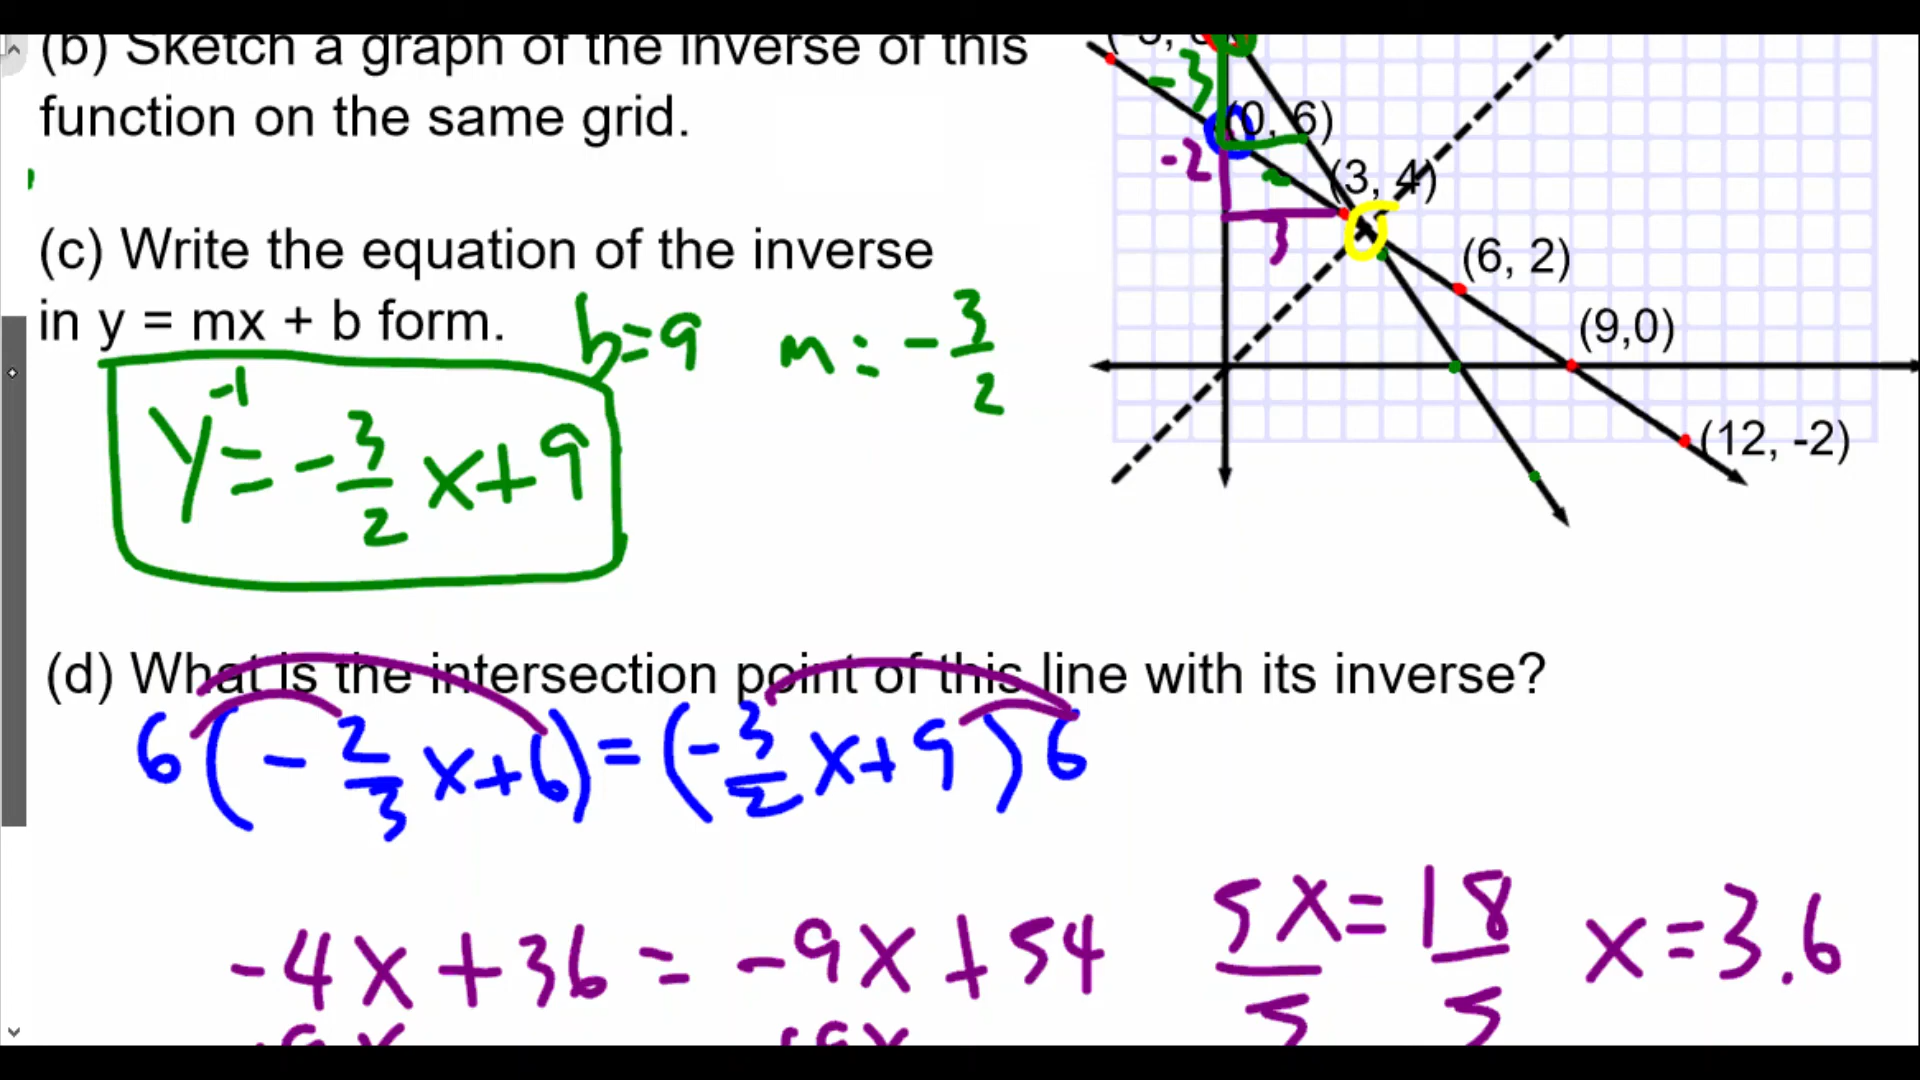 (b) Sketch a graph of the inverse of this
function on the same grid.
(c) Write the equation of the inverse
in y = mx + b form.
b=9 m = -3/2
y⁻¹ = -3/2 x+9
-3
(0, 6)
-2
2
(3, 4)
3
(6, 2)
(9,0)
(12, -2)
(d) What is the intersection point of this line with its inverse?
6(-2/3 x+6) = (-3/2 x+9)6
-4x + 36 = -9x + 54
5x/5 = 18/5 x = 3.6